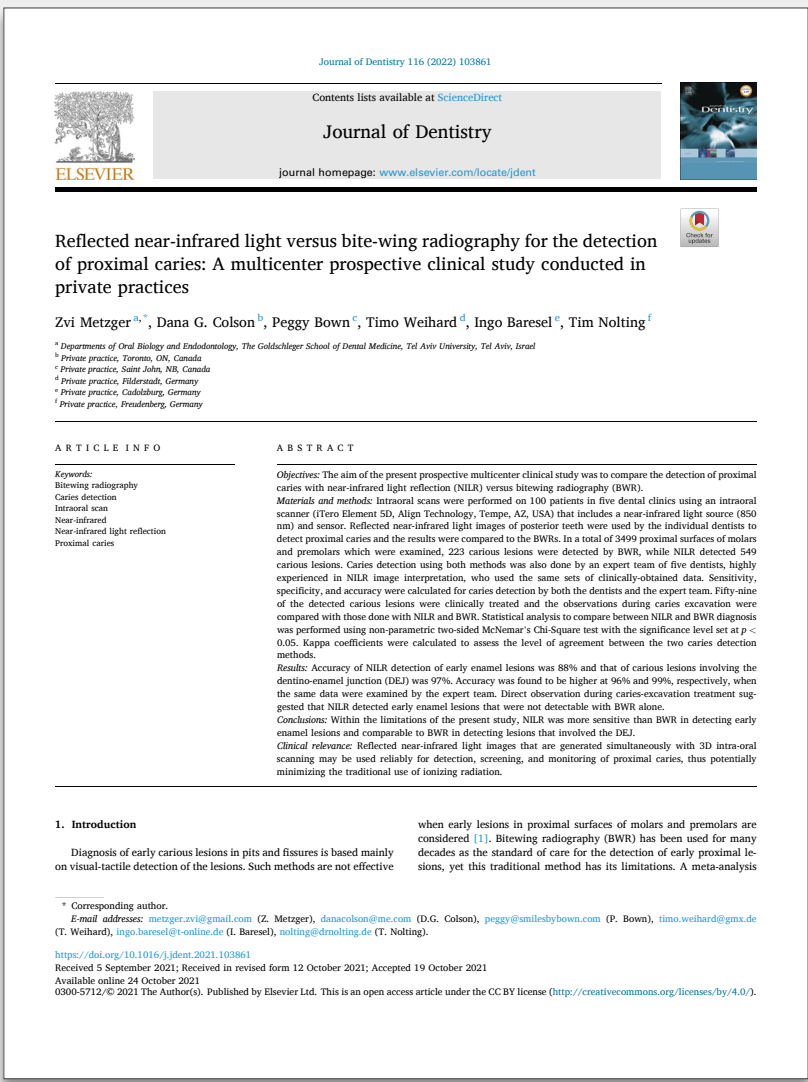 Journal of Dentistry 116 (2022) 103861
Contents lists available at ScienceDirect
Journal of Dentistry
journal homepage: www.elsevier.com/locate/jdent
ELSEVIER
Dentistry
Check for
updates
Reflected near-infrared light versus bite-wing radiography for the detection
of proximal caries: A multicenter prospective clinical study conducted in
private practices
Zvi Metzger a,*, Dana G. Colson b, Peggy Bown c, Timo Weihard d, Ingo Baresel e, Tim Nolting f
a Departments of Oral Biology and Endodontology, The Goldschleger School of Dental Medicine, Tel Aviv University, Tel Aviv, Israel
b Private practice, Toronto, ON, Canada
c Private practice, Saint John, NB, Canada
d Private practice, Filderstadt, Germany
e Private practice, Cadolzburg, Germany
f Private practice, Freudenberg, Germany
ARTICLE INFO
Keywords:
Bitewing radiography
Caries detection
Intraoral scan
Near-infrared
Near-infrared light reflection
Proximal caries
ABSTRACT
Objectives: The aim of the present prospective multicenter clinical study was to compare the detection of proximal
caries with near-infrared light reflection (NILR) versus bitewing radiography (BWR).
Materials and methods: Intraoral scans were performed on 100 patients in five dental clinics using an intraoral
scanner (iTero Element 5D, Align Technology, Tempe, AZ, USA) that includes a near-infrared light source (850
nm) and sensor. Reflected near-infrared light images of posterior teeth were used by the individual dentists to
detect proximal caries and the results were compared to the BWRs. In a total of 3499 proximal surfaces of molars
and premolars which were examined, 223 carious lesions were detected by BWR, while NILR detected 549
carious lesions. Caries detection using both methods was also done by an expert team of five dentists, highly
experienced in NILR image interpretation, who used the same sets of clinically-obtained data. Sensitivity,
specificity, and accuracy were calculated for caries detection by both the dentists and the expert team. Fifty-nine
of the detected carious lesions were clinically treated and the observations during caries excavation were
compared with those done with NILR and BWR. Statistical analysis to compare between NILR and BWR diagnosis
was performed using non-parametric two-sided McNemar's Chi-Square test with the significance level set at p <
0.05. Kappa coefficients were calculated to assess the level of agreement between the two caries detection
methods.
Results: Accuracy of NILR detection of early enamel lesions was 88% and that of carious lesions involving the
dentino-enamel junction (DEJ) was 97%. Accuracy was found to be higher at 96% and 99%, respectively, when
the same data were examined by the expert team. Direct observation during caries-excavation treatment sug-
gested that NILR detected early enamel lesions that were not detectable with BWR alone.
Conclusions: Within the limitations of the present study, NILR was more sensitive than BWR in detecting early
enamel lesions and comparable to BWR in detecting lesions that involved the DEJ.
Clinical relevance: Reflected near-infrared light images that are generated simultaneously with 3D intra-oral
scanning may be used reliably for detection, screening, and monitoring of proximal caries, thus potentially
minimizing the traditional use of ionizing radiation.
1. Introduction
Diagnosis of early carious lesions in pits and fissures is based mainly
on visual-tactile detection of the lesions. Such methods are not effective
when early lesions in proximal surfaces of molars and premolars are
considered [1]. Bitewing radiography (BWR) has been used for many
decades as the standard of care for the detection of early proximal le-
sions, yet this traditional method has its limitations. A meta-analysis
* Corresponding author.
E-mail addresses: metzger.zvi@gmail.com (Z. Metzger), danacolson@me.com (D.G. Colson), peggy@smilesbybown.com (P. Bown), timo.weihard@gmx.de
(T. Weihard), ingo.baresel@t-online.de (I. Baresel), nolting@drnolting.de (T. Nolting).
https://doi.org/10.1016/j.jdent.2021.103861
Received 5 September 2021; Received in revised form 12 October 2021; Accepted 19 October 2021
Available online 24 October 2021
0300-5712/© 2021 The Author(s). Published by Elsevier Ltd. This is an open access article under the CC BY license (http://creativecommons.org/licenses/by/4.0/).